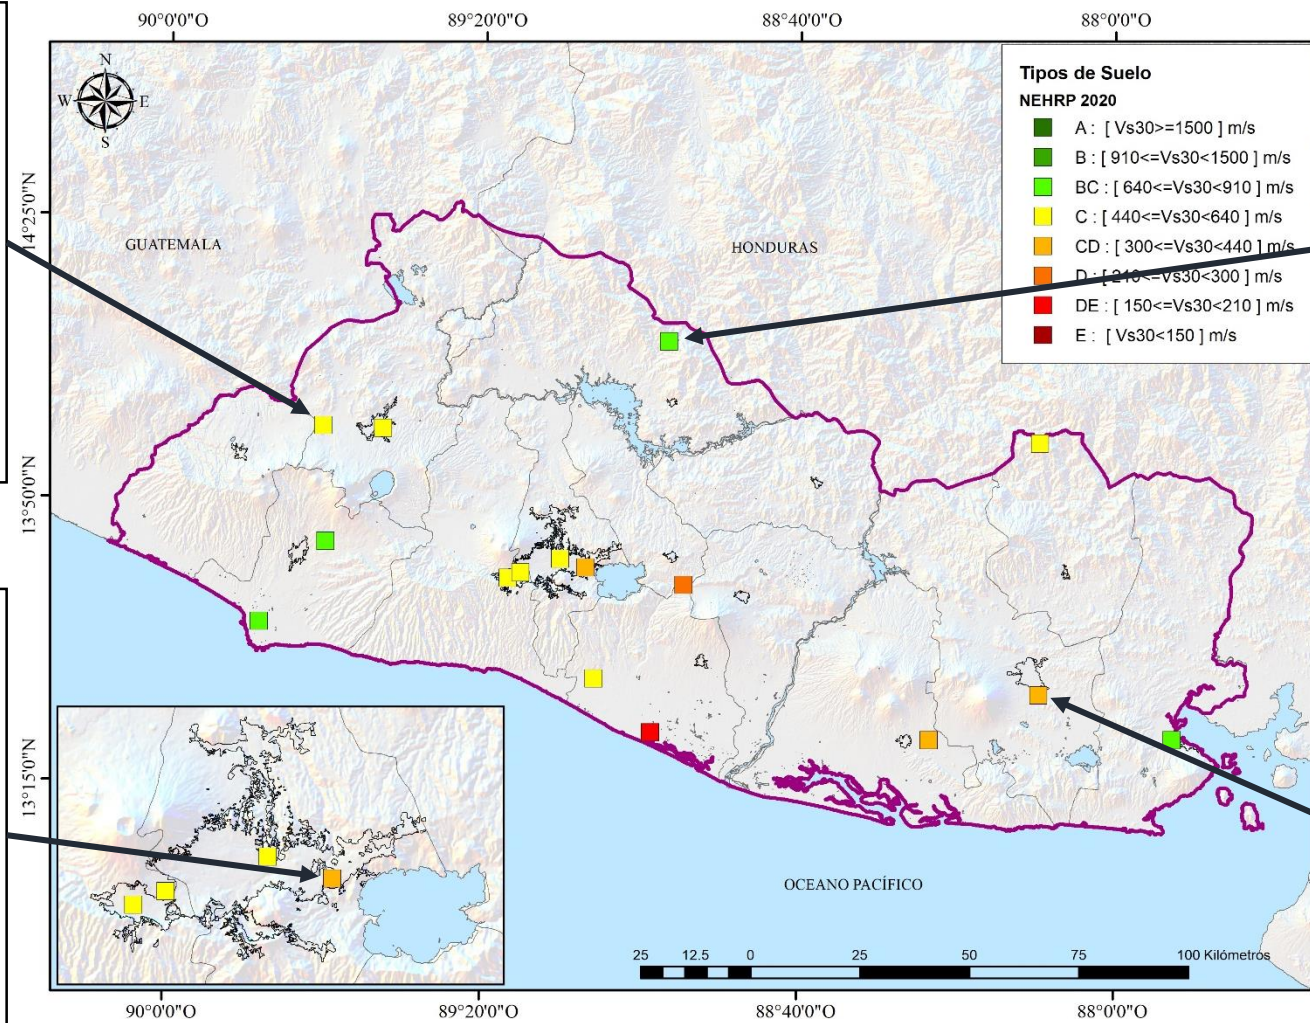 90°0'0"O 89°20'0"O 88°40'0"O 88°0'0"O
N
W E
S
Tipos de Suelo
NEHRP 2020
A : [ Vs30>=1500 ] m/s
B : [ 910<=Vs30<1500 ] m/s
BC : [ 640<=Vs30<910 ] m/s
C : [ 440<=Vs30<640 ] m/s
CD : [ 300<=Vs30<440 ] m/s
D : [ 210<=Vs30<300 ] m/s
DE : [ 150<=Vs30<210 ] m/s
E : [ Vs30<150 ] m/s
14°25'0"N
GUATEMALA
HONDURAS
13°50'0"N
13°15'0"N
OCEANO PACÍFICO
25 12.5 0 25 50 75 100 Kilómetros
90°0'0"O 89°20'0"O 88°40'0"O 88°0'0"O